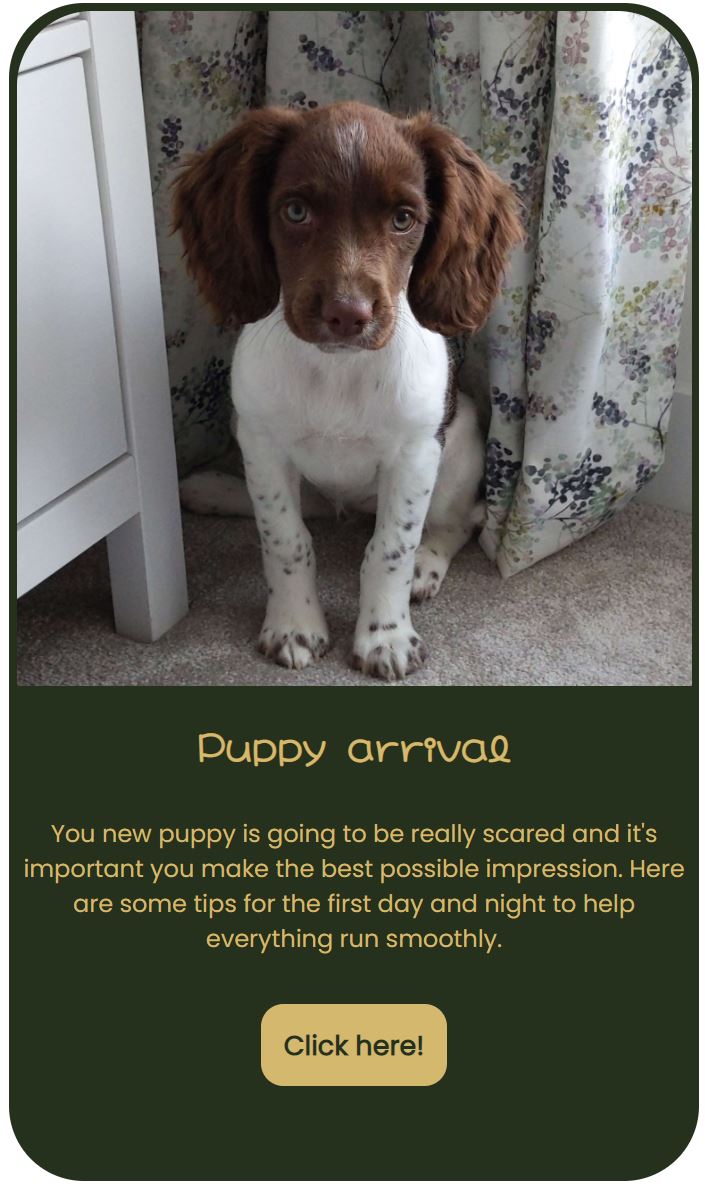 Puppy arrival
You new puppy is going to be really scared and it's
important you make the best possible impression. Here
are some tips for the first day and night to help
everything run smoothly.
Click here!